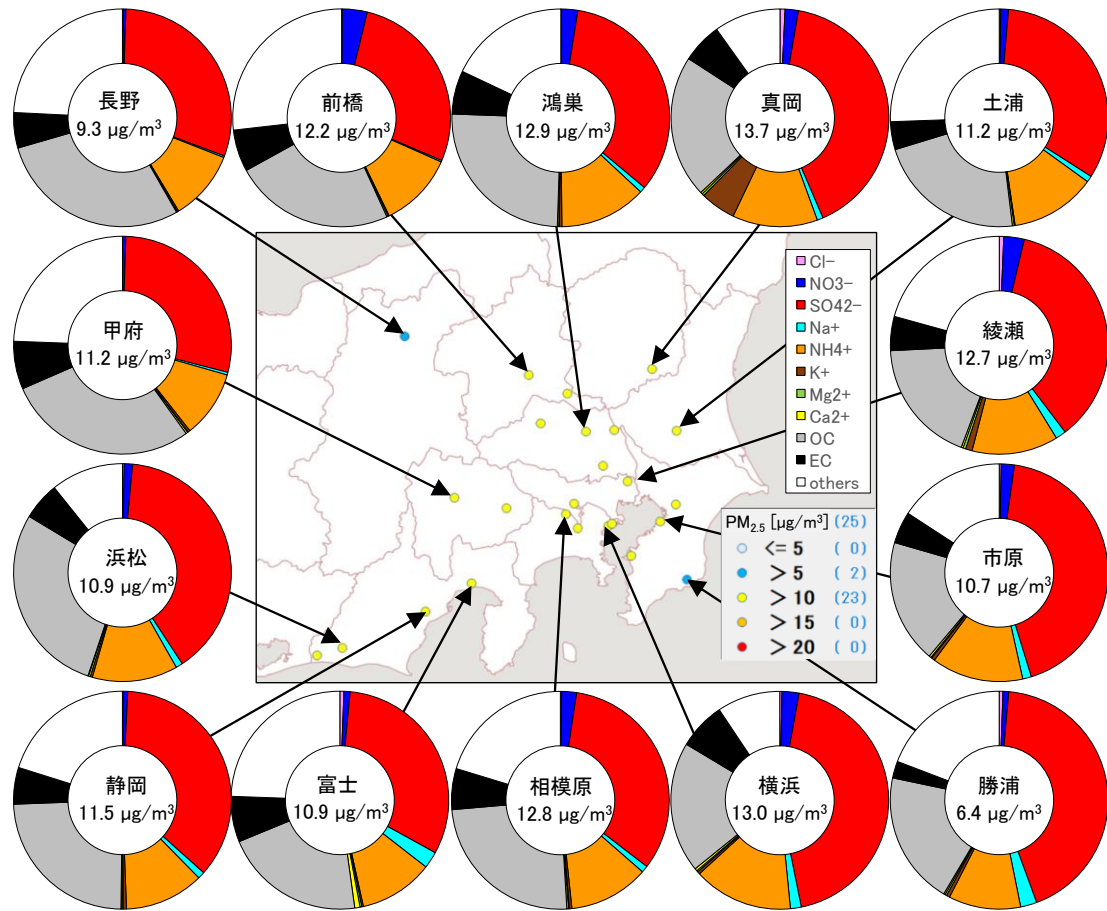 長野
9.3 μg/m³
前橋
12.2 μg/m³
鴻巣
12.9 μg/m³
真岡
13.7 μg/m³
土浦
11.2 μg/m³
甲府
11.2 μg/m³
綾瀬
12.7 μg/m³
Cl-
NO3-
SO42-
Na+
NH4+
K+
Mg2+
Ca2+
OC
EC
others
PM₂.₅ [μg/m³] (25)
<= 5 ( 0)
> 5 ( 2)
> 10 (23)
> 15 ( 0)
> 20 ( 0)
浜松
10.9 μg/m³
市原
10.7 μg/m³
静岡
11.5 μg/m³
富士
10.9 μg/m³
相模原
12.8 μg/m³
横浜
13.0 μg/m³
勝浦
6.4 μg/m³